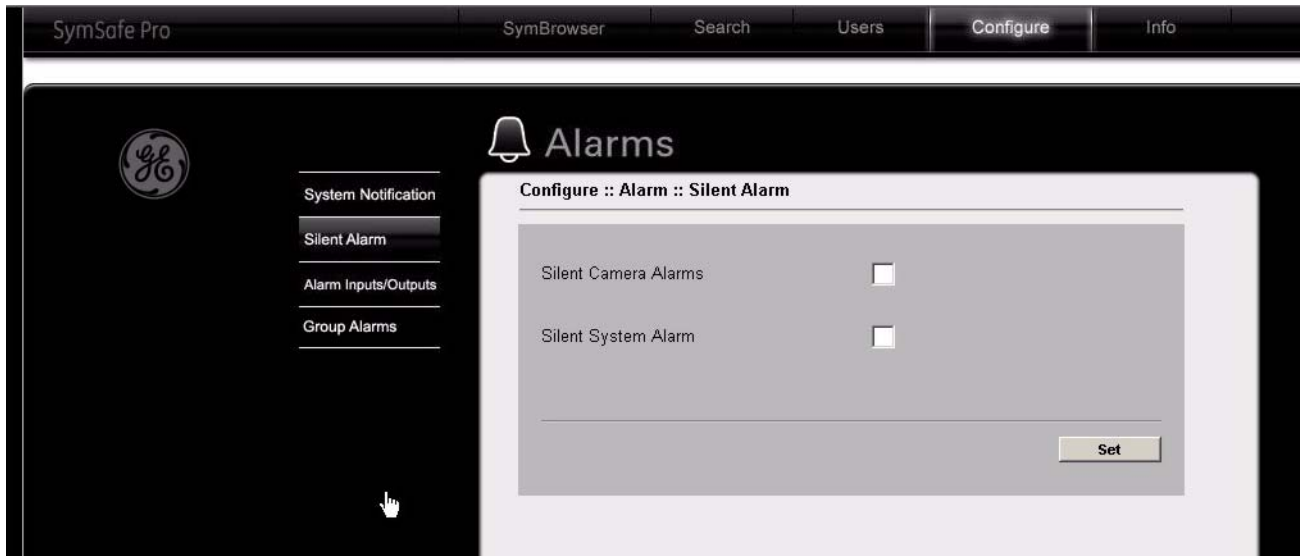 SymSafe Pro
SymBrowser
Search
Users
Configure
Info
GE
Alarms
System Notification
Silent Alarm
Alarm Inputs/Outputs
Group Alarms
Configure :: Alarm :: Silent Alarm
Silent Camera Alarms
Silent System Alarm
Set